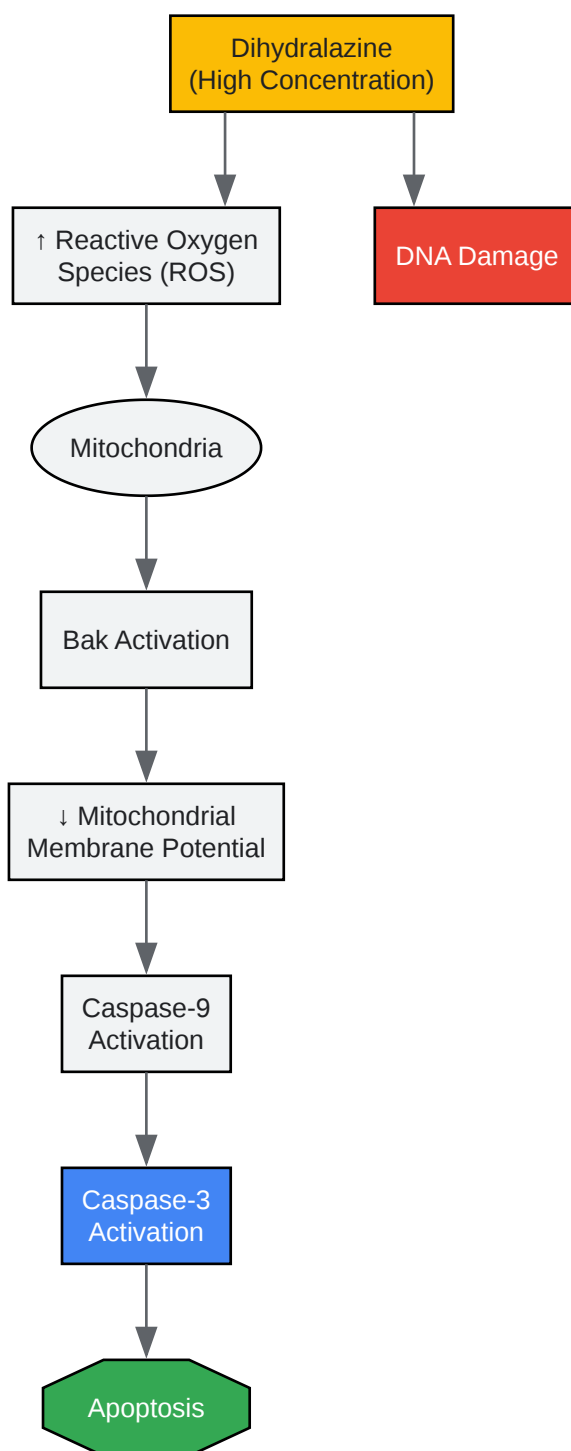 Dihydralazine
(High Concentration)
↑ Reactive Oxygen
Species (ROS)
DNA Damage
Mitochondria
Bak Activation
↓ Mitochondrial
Membrane Potential
Caspase-9
Activation
Caspase-3
Activation
Apoptosis